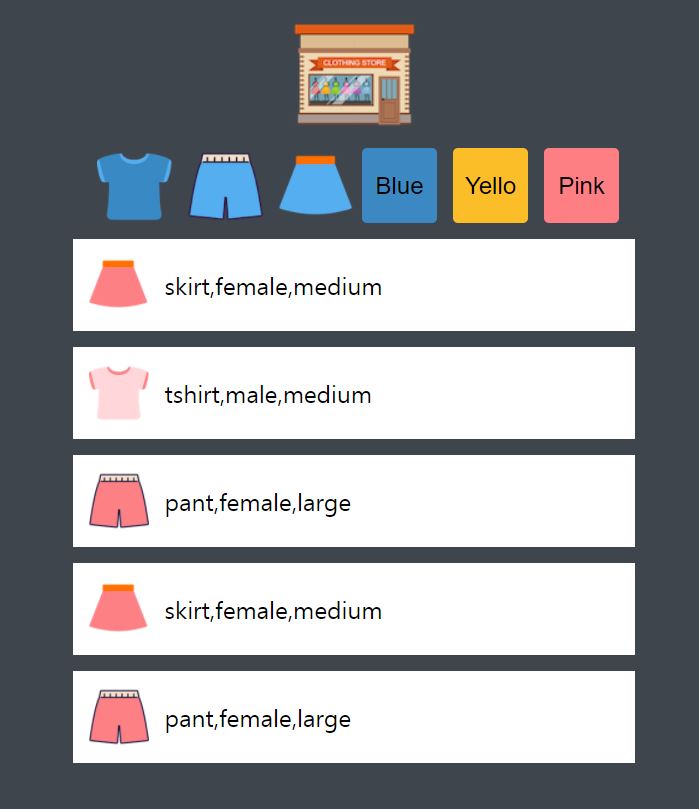 CLOTHING STORE
Blue
Yello
Pink
skirt,female,medium
tshirt,male,medium
pant,female,large
skirt,female,medium
pant,female,large